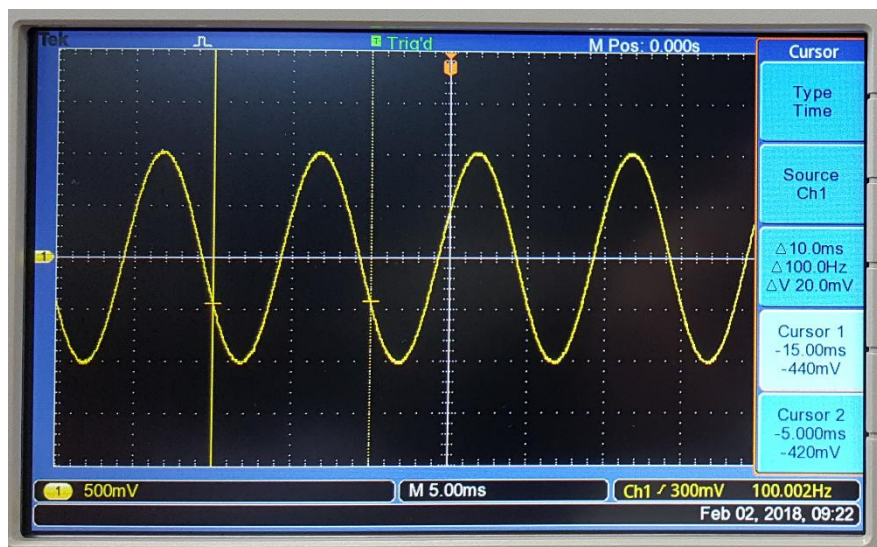 Tek
T Trig'd
M Pos: 0.000s
T
Cursor
Type
Time
Source
Ch1
△10.0ms
△100.0Hz
△V 20.0mV
Cursor 1
-15.00ms
-440mV
Cursor 2
-5.000ms
-420mV
1
1 500mV
M 5.00ms
Ch1 / 300mV 100.002Hz
Feb 02, 2018, 09:22